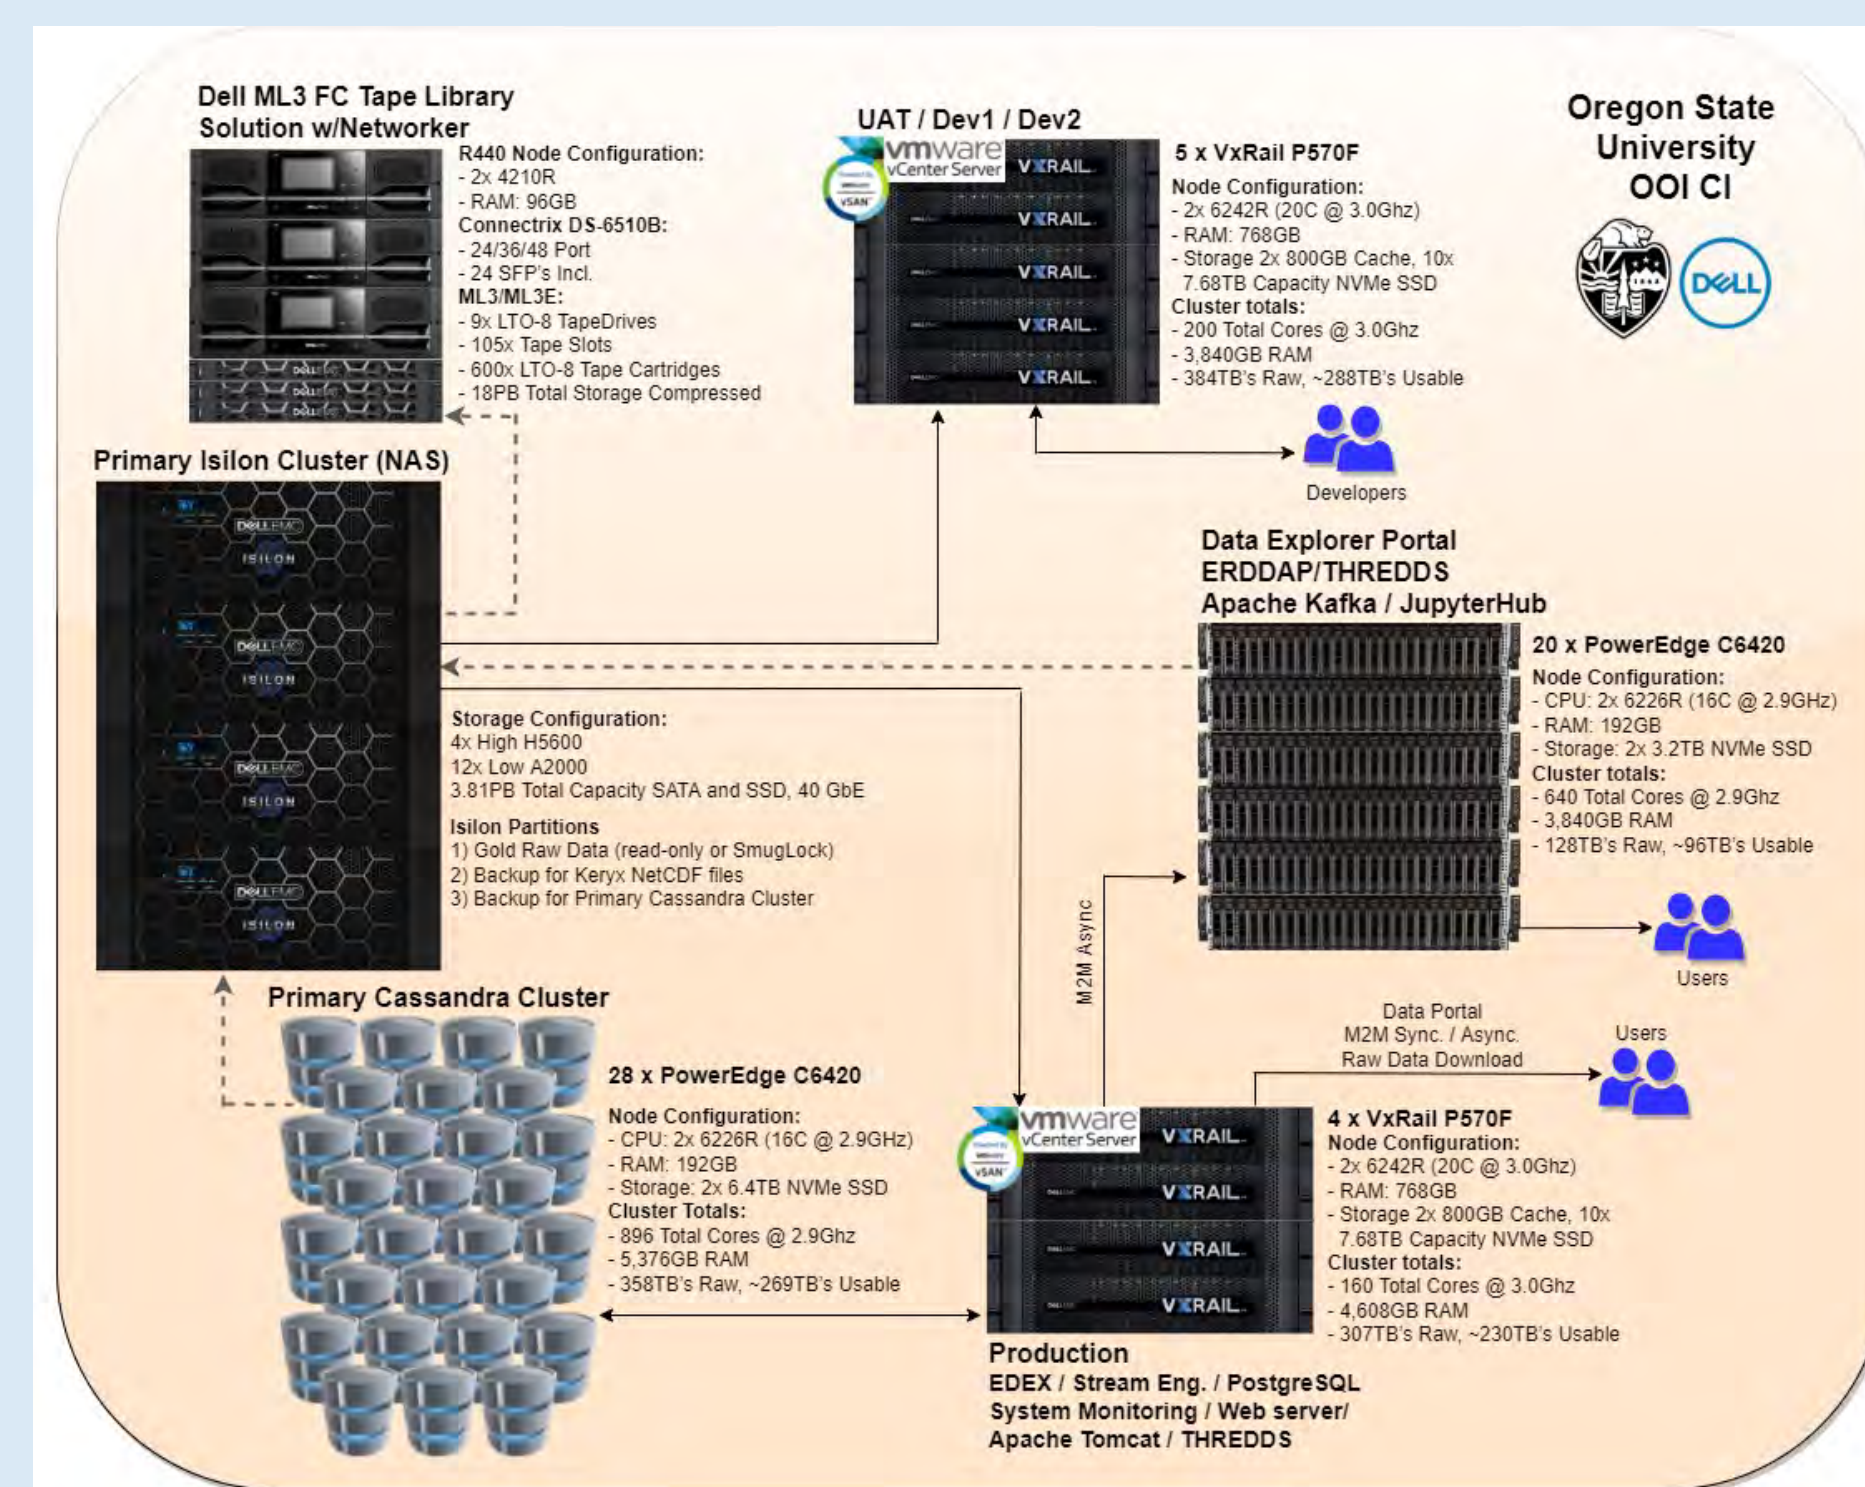 Dell ML3 FC Tape Library
Solution w/Networker
R440 Node Configuration:
- 2x 4210R
- RAM: 96GB
Connectrix DS-6510B:
- 24/36/48 Port
- 24 SFP's Incl.
ML3/ML3E:
- 9x LTO-8 TapeDrives
- 105x Tape Slots
- 600x LTO-8 Tape Cartridges
- 18PB Total Storage Compressed
UAT / Dev1 / Dev2
vmware
vCenter Server
vSAN
VXRAIL
VXRAIL
VXRAIL
VXRAIL
VXRAIL
5 x VxRail P570F
Node Configuration:
- 2x 6242R (20C @ 3.0Ghz)
- RAM: 768GB
- Storage 2x 800GB Cache, 10x
7.68TB Capacity NVMe SSD
Cluster totals:
- 200 Total Cores @ 3.0Ghz
- 3,840GB RAM
- 384TB's Raw, ~288TB's Usable
Developers
Oregon State
University
OOI CI
DELL
Primary Isilon Cluster (NAS)
DELLEMC
ISILON
DELLEMC
ISILON
DELLEMC
ISILON
DELLEMC
ISILON
Storage Configuration:
4x High H5600
12x Low A2000
3.81PB Total Capacity SATA and SSD, 40 GbE
Isilon Partitions
1) Gold Raw Data (read-only or SmugLock)
2) Backup for Keryx NetCDF files
3) Backup for Primary Cassandra Cluster
Data Explorer Portal
ERDDAP/THREDDS
Apache Kafka / JupyterHub
20 x PowerEdge C6420
Node Configuration:
- CPU: 2x 6226R (16C @ 2.9GHz)
- RAM: 192GB
- Storage: 2x 3.2TB NVMe SSD
Cluster totals:
- 640 Total Cores @ 2.9Ghz
- 3,840GB RAM
- 128TB's Raw, ~96TB's Usable
Users
M2M Async
Data Portal
M2M Sync. / Async.
Raw Data Download
Users
Primary Cassandra Cluster
28 x PowerEdge C6420
Node Configuration:
- CPU: 2x 6226R (16C @ 2.9GHz)
- RAM: 192GB
- Storage: 2x 6.4TB NVMe SSD
Cluster Totals:
- 896 Total Cores @ 2.9Ghz
- 5,376GB RAM
- 358TB's Raw, ~269TB's Usable
vmware
vCenter Server
vSAN
VXRAIL
VXRAIL
VXRAIL
VXRAIL
4 x VxRail P570F
Node Configuration:
- 2x 6242R (20C @ 3.0Ghz)
- RAM: 768GB
- Storage 2x 800GB Cache, 10x
7.68TB Capacity NVMe SSD
Cluster totals:
- 160 Total Cores @ 3.0Ghz
- 4,608GB RAM
- 307TB's Raw, ~230TB's Usable
Production
EDEX / Stream Eng. / PostgreSQL
System Monitoring / Web server/
Apache Tomcat / THREDDS